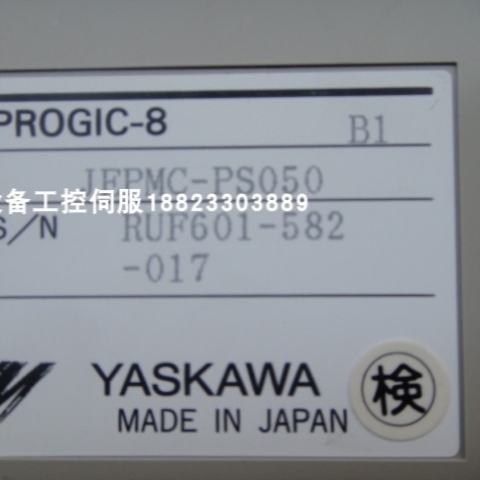 PROGIC-8
B1
IEPMC-PS050
备工控伺服18823303889
S/N RUF601-582
-017
YASKAWA
検
MADE IN JAPAN